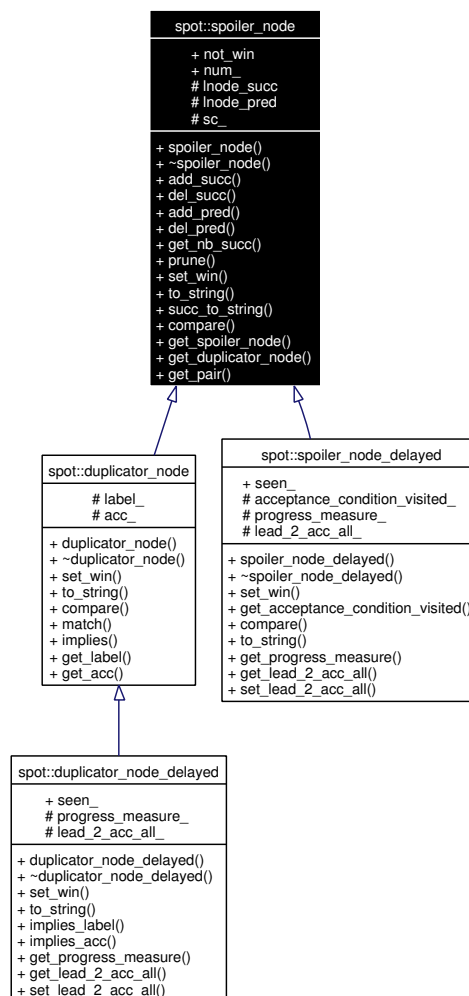 spot::spoiler_node
+ not_win
+ num_
# lnode_succ
# lnode_pred
# sc_
+ spoiler_node()
+ ~spoiler_node()
+ add_succ()
+ del_succ()
+ add_pred()
+ del_pred()
+ get_nb_succ()
+ prune()
+ set_win()
+ to_string()
+ succ_to_string()
+ compare()
+ get_spoiler_node()
+ get_duplicator_node()
+ get_pair()
spot::duplicator_node
# label_
# acc_
+ duplicator_node()
+ ~duplicator_node()
+ set_win()
+ to_string()
+ compare()
+ match()
+ implies()
+ get_label()
+ get_acc()
spot::spoiler_node_delayed
+ seen_
# acceptance_condition_visited_
# progress_measure_
# lead_2_acc_all_
+ spoiler_node_delayed()
+ ~spoiler_node_delayed()
+ set_win()
+ get_acceptance_condition_visited()
+ compare()
+ to_string()
+ get_progress_measure()
+ get_lead_2_acc_all()
+ set_lead_2_acc_all()
spot::duplicator_node_delayed
+ seen_
# progress_measure_
# lead_2_acc_all_
+ duplicator_node_delayed()
+ ~duplicator_node_delayed()
+ set_win()
+ to_string()
+ implies_label()
+ implies_acc()
+ get_progress_measure()
+ get_lead_2_acc_all()
+ set_lead_2_acc_all()